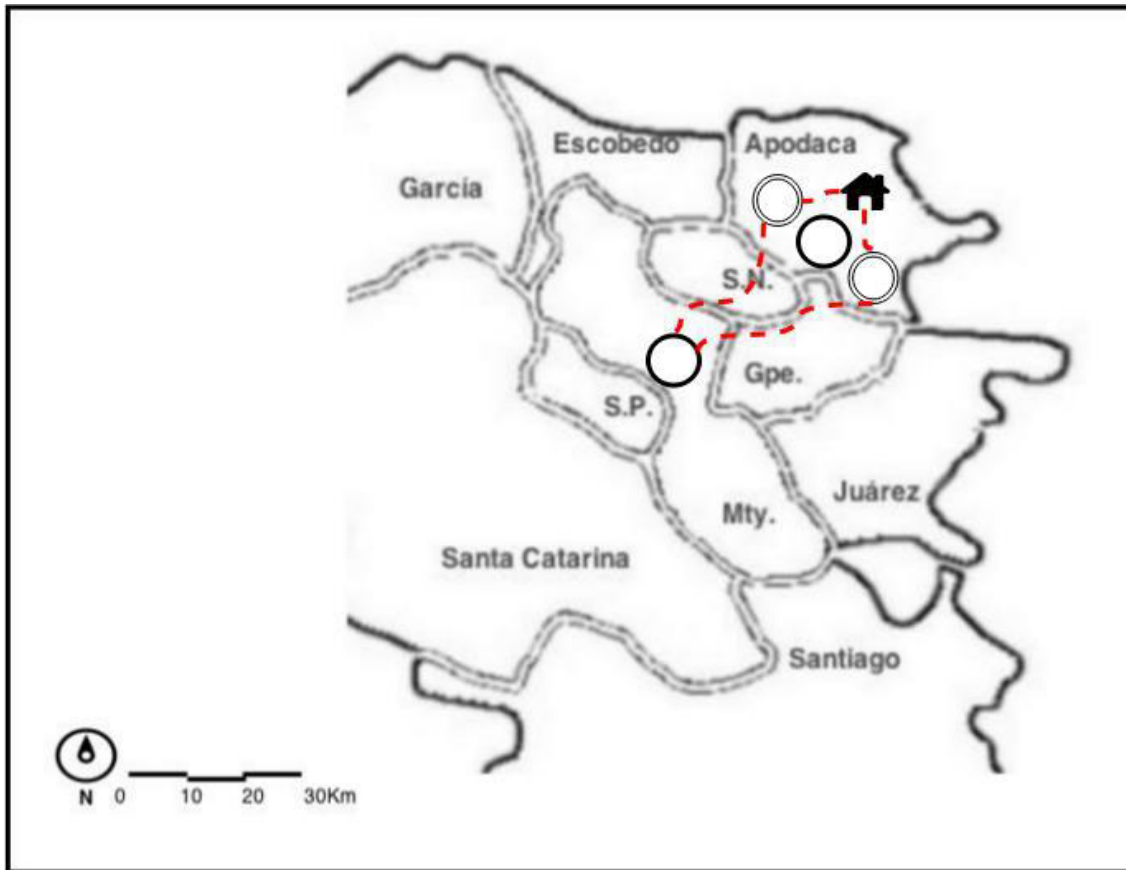 Escobedo
Apodaca
García
S.N.
Gpe.
S.P.
Juárez
Mty.
Santa Catarina
Santiago
N 0 10 20 30Km